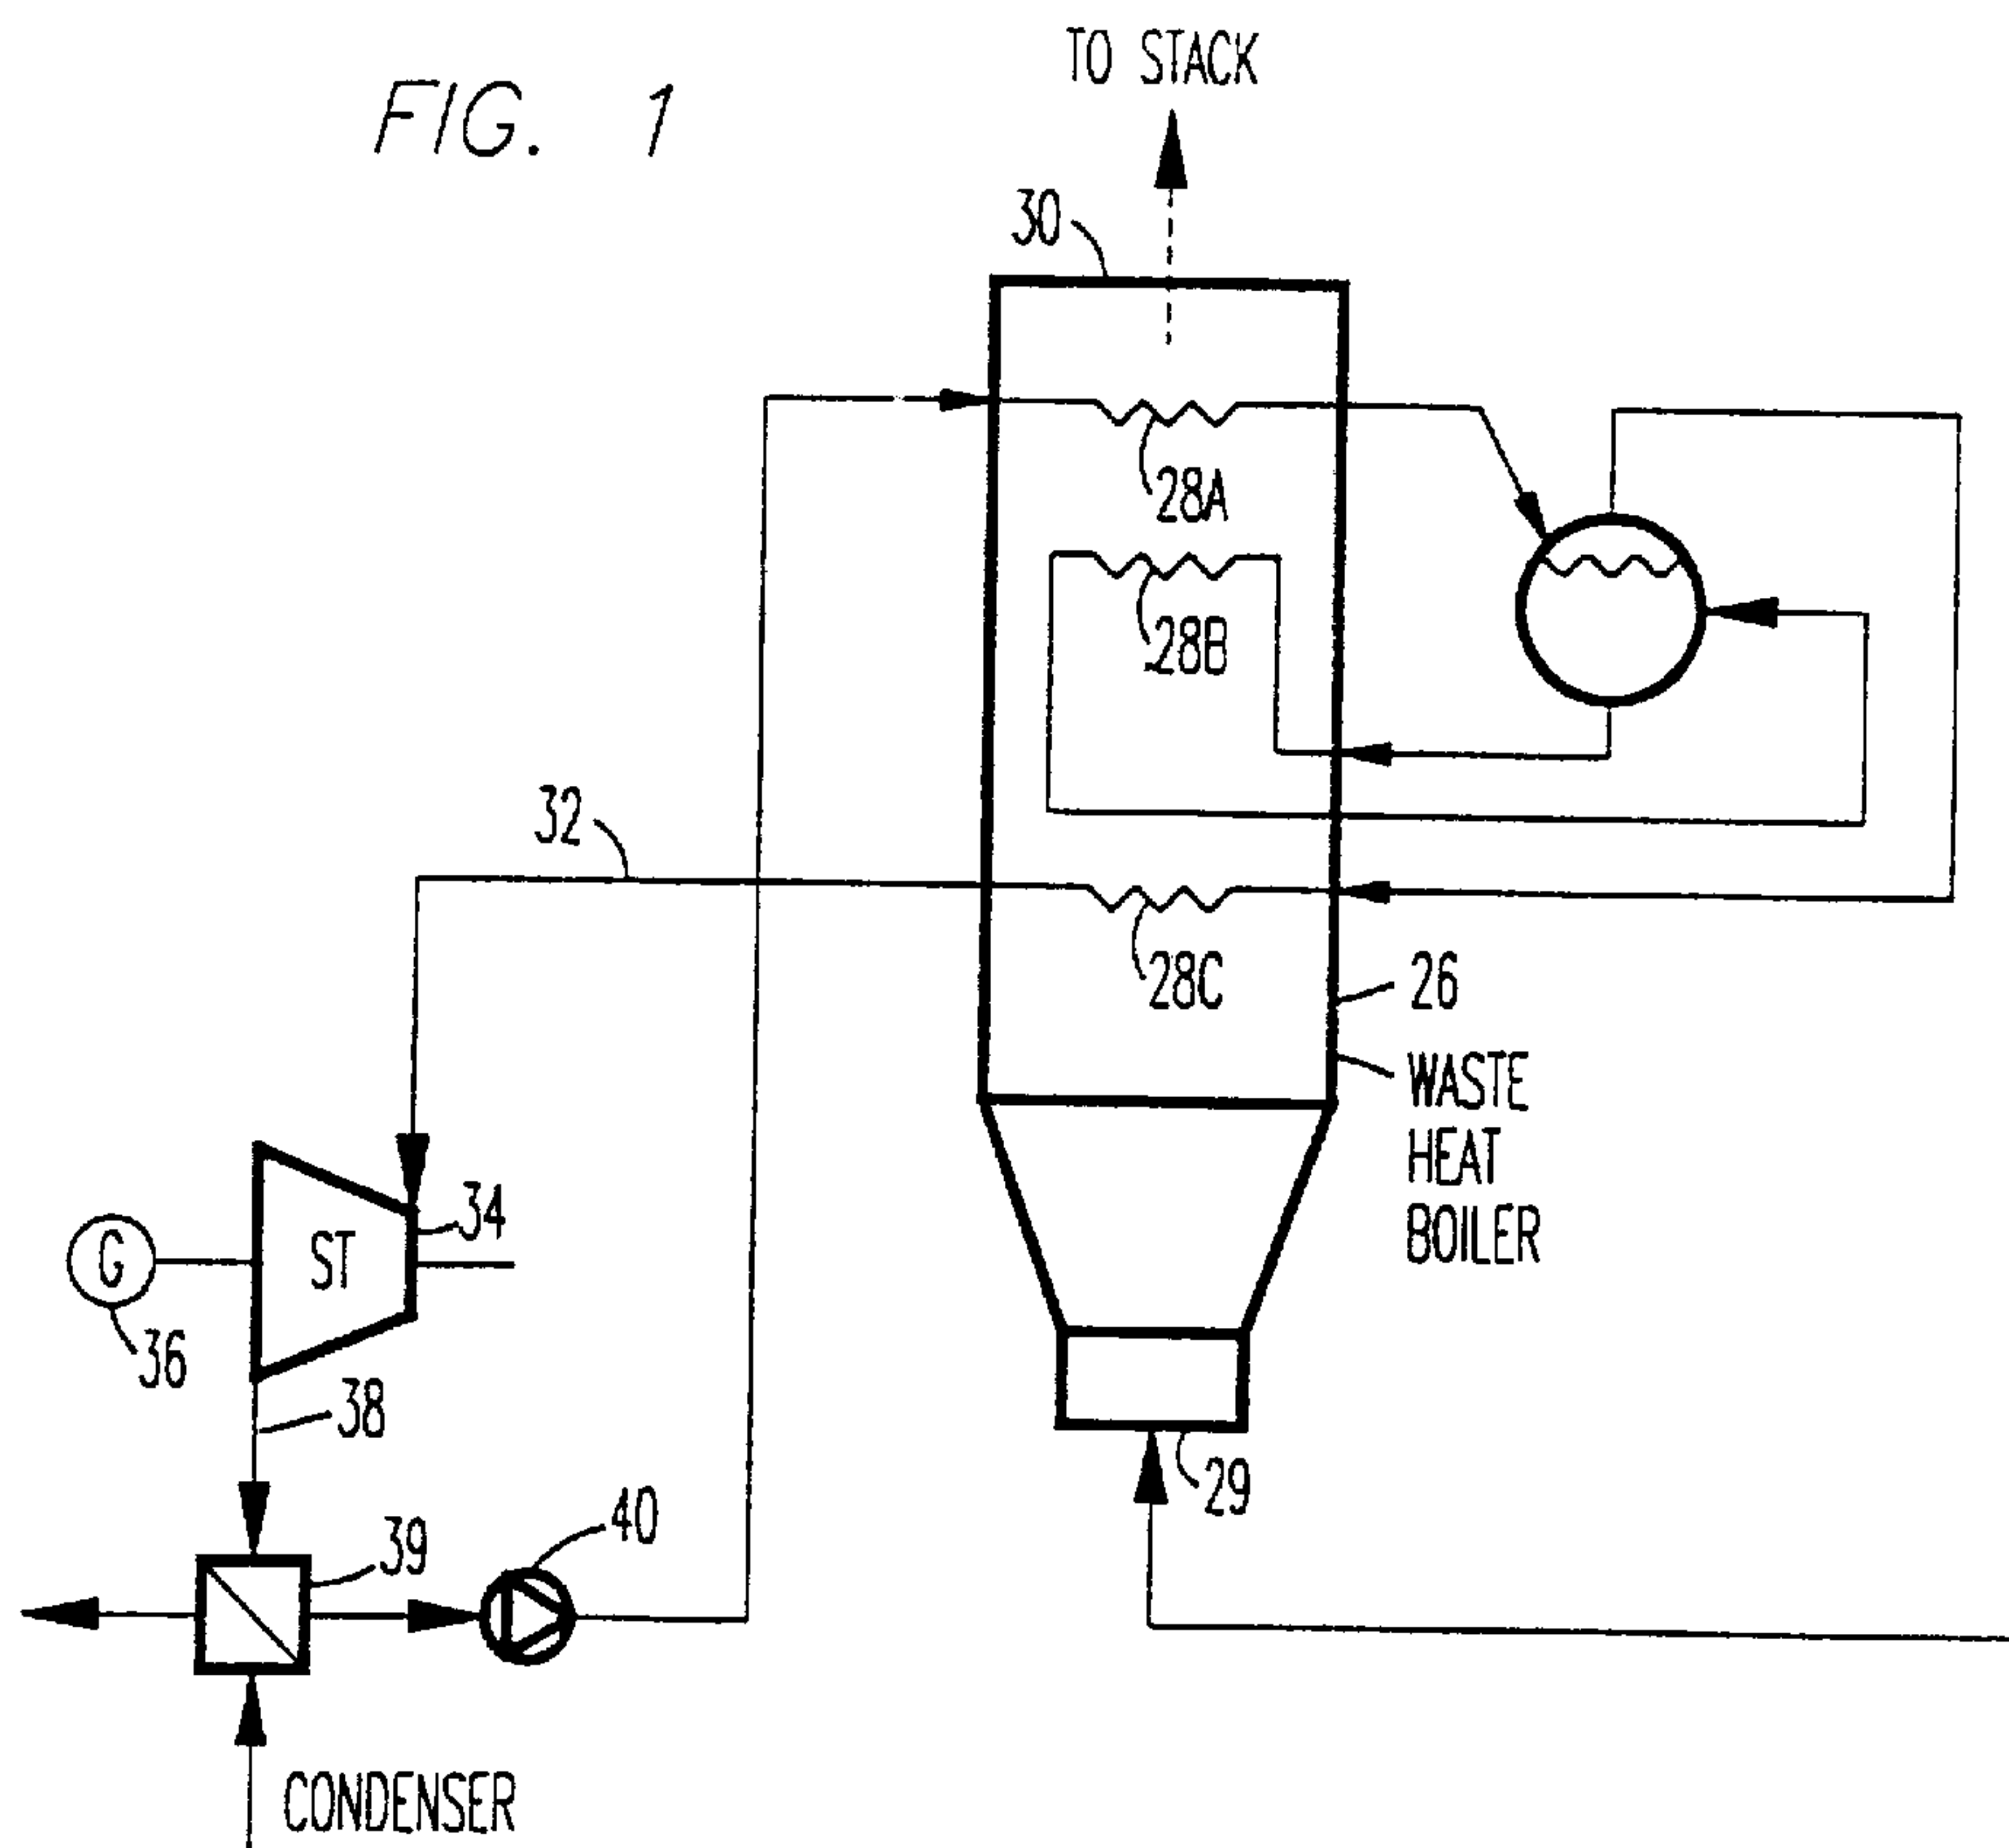 FIG. 1
TO STACK
30
28A
28B
32
28C
26
WASTE
HEAT
BOILER
34
ST
G
36
38
29
40
39
CONDENSER